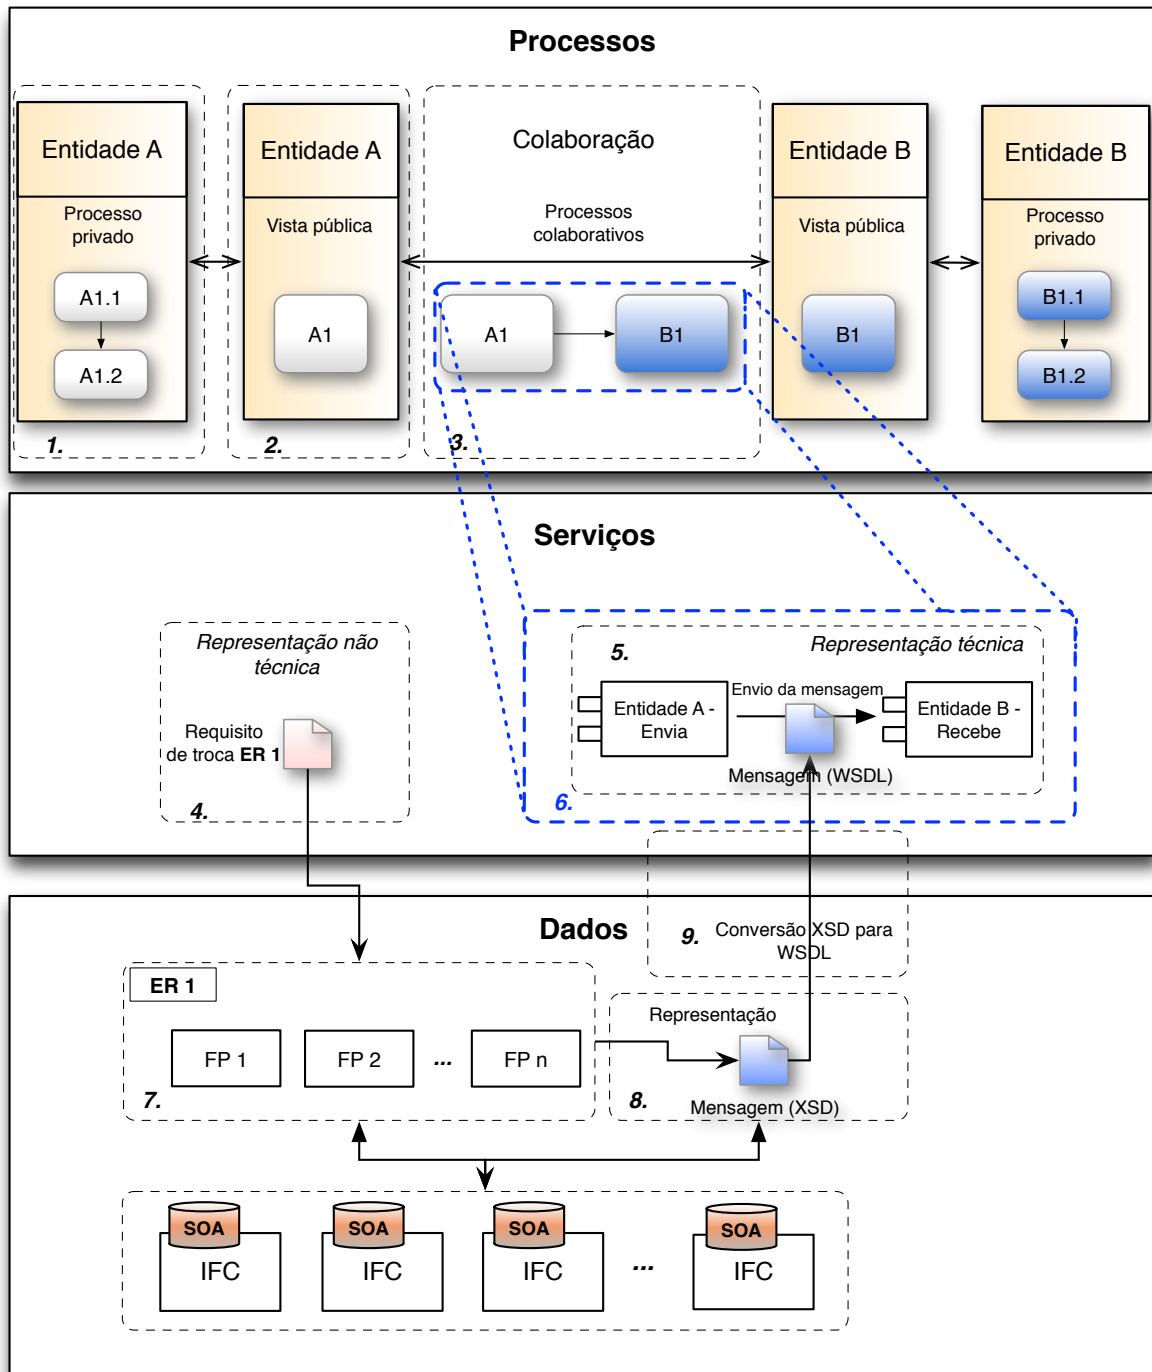 Processos
Entidade A
Entidade A
Colaboração
Entidade B
Entidade B
Processo
privado
Vista pública
Processos
colaborativos
Vista pública
Processo
privado
A1.1
A1.2
A1
A1
B1
B1
B1.1
B1.2
1.
2.
3.
Serviços
Representação não
técnica
Requisito
de troca ER 1
4.
5.
Representação técnica
Entidade A -
Envia
Envio da mensagem
Entidade B -
Recebe
Mensagem (WSDL)
6.
Dados
9.
Conversão XSD para
WSDL
ER 1
FP 1
FP 2
...
FP n
7.
Representação
8.
Mensagem (XSD)
SOA
IFC
SOA
IFC
SOA
IFC
...
SOA
IFC